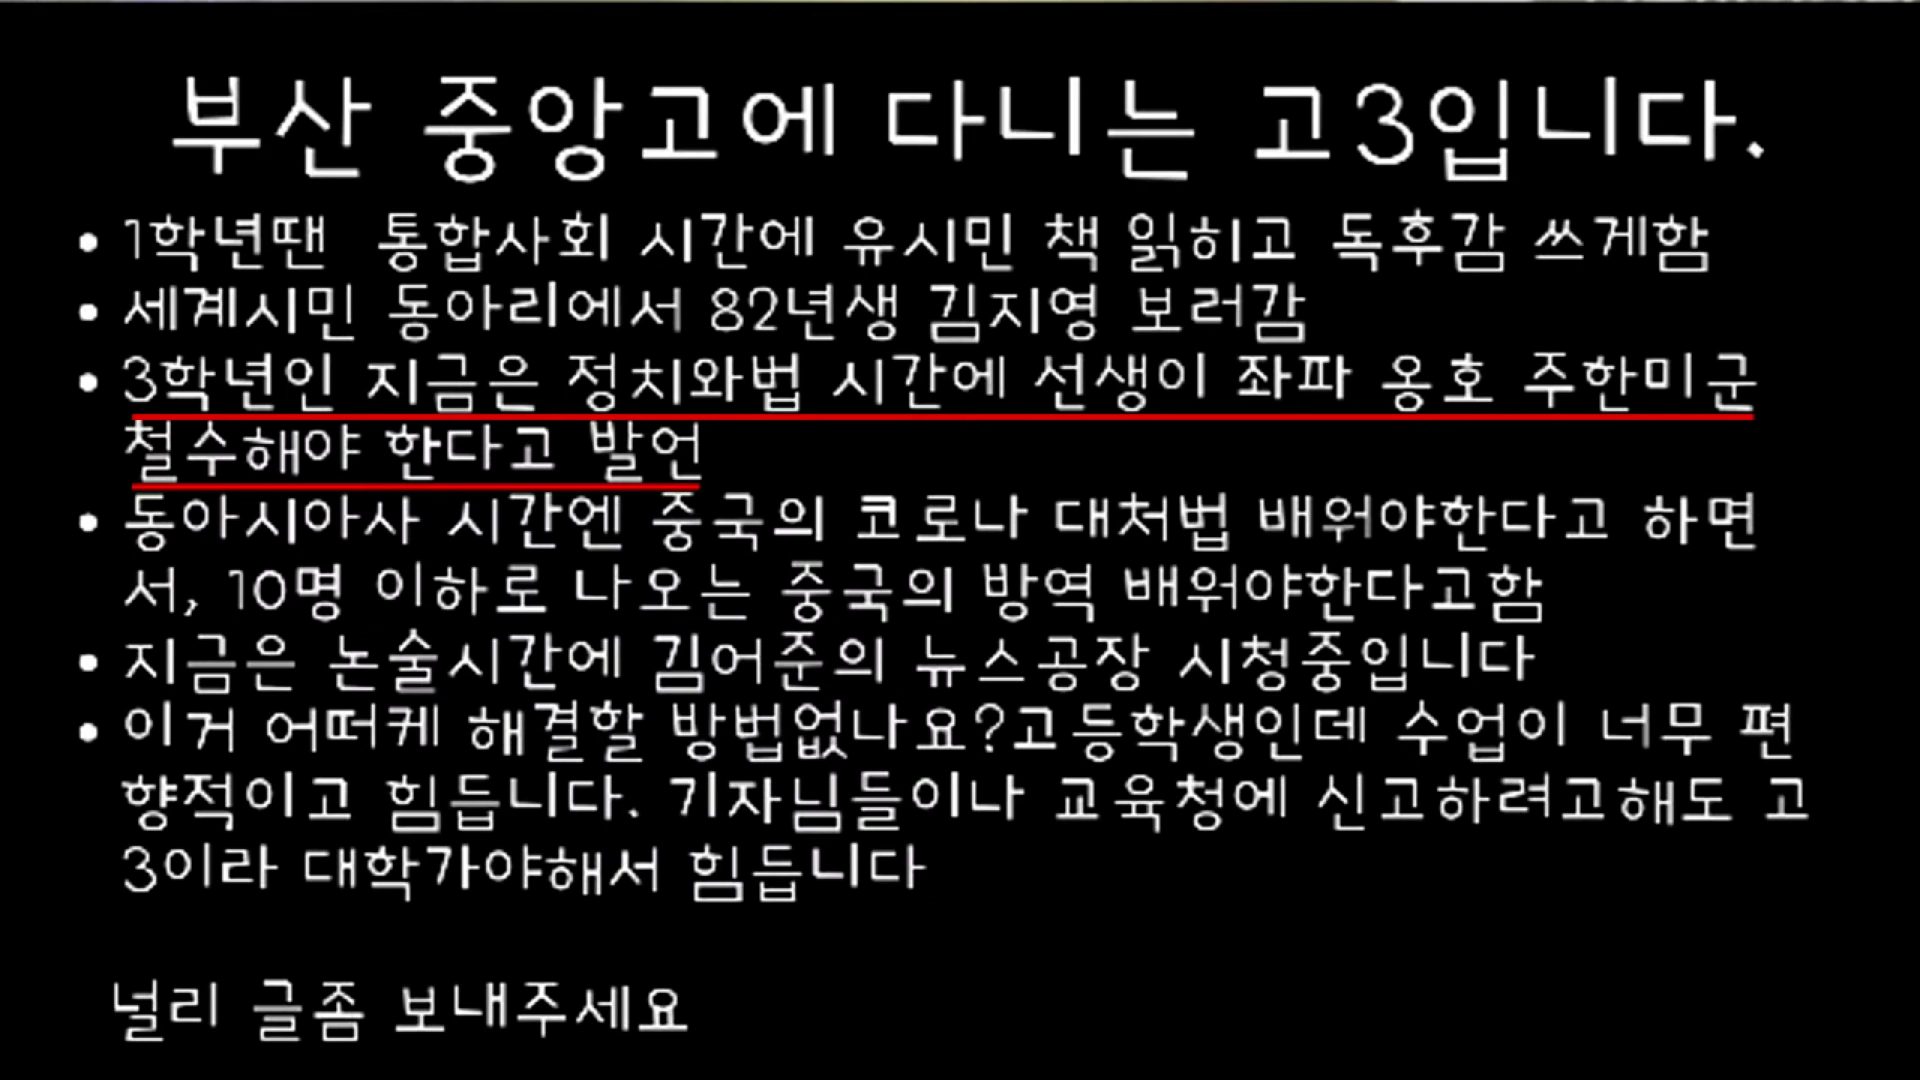 부산 중앙고에 다니는 고3입니다.
• 1학년땐 통합사회 시간에 유시민 책 읽히고 독후감 쓰게함
• 세계시민 동아리에서 82년생 김지영 보러감
• 3학년인 지금은 정치와법 시간에 선생이 좌파 옹호 주한미군
철수해야 한다고 발언
• 동아시아사 시간엔 중국의 코로나 대처법 배워야한다고 하면
서, 10명 이하로 나오는 중국의 방역 배워야한다고함
• 지금은 논술시간에 김어준의 뉴스공장 시청중입니다
• 이거 어떠케 해결할 방법없나요?고등학생인데 수업이 너무 편
향적이고 힘듭니다. 기자님들이나 교육청에 신고하려고해도 고
3이라 대학가야해서 힘듭니다
널리 글좀 보내주세요